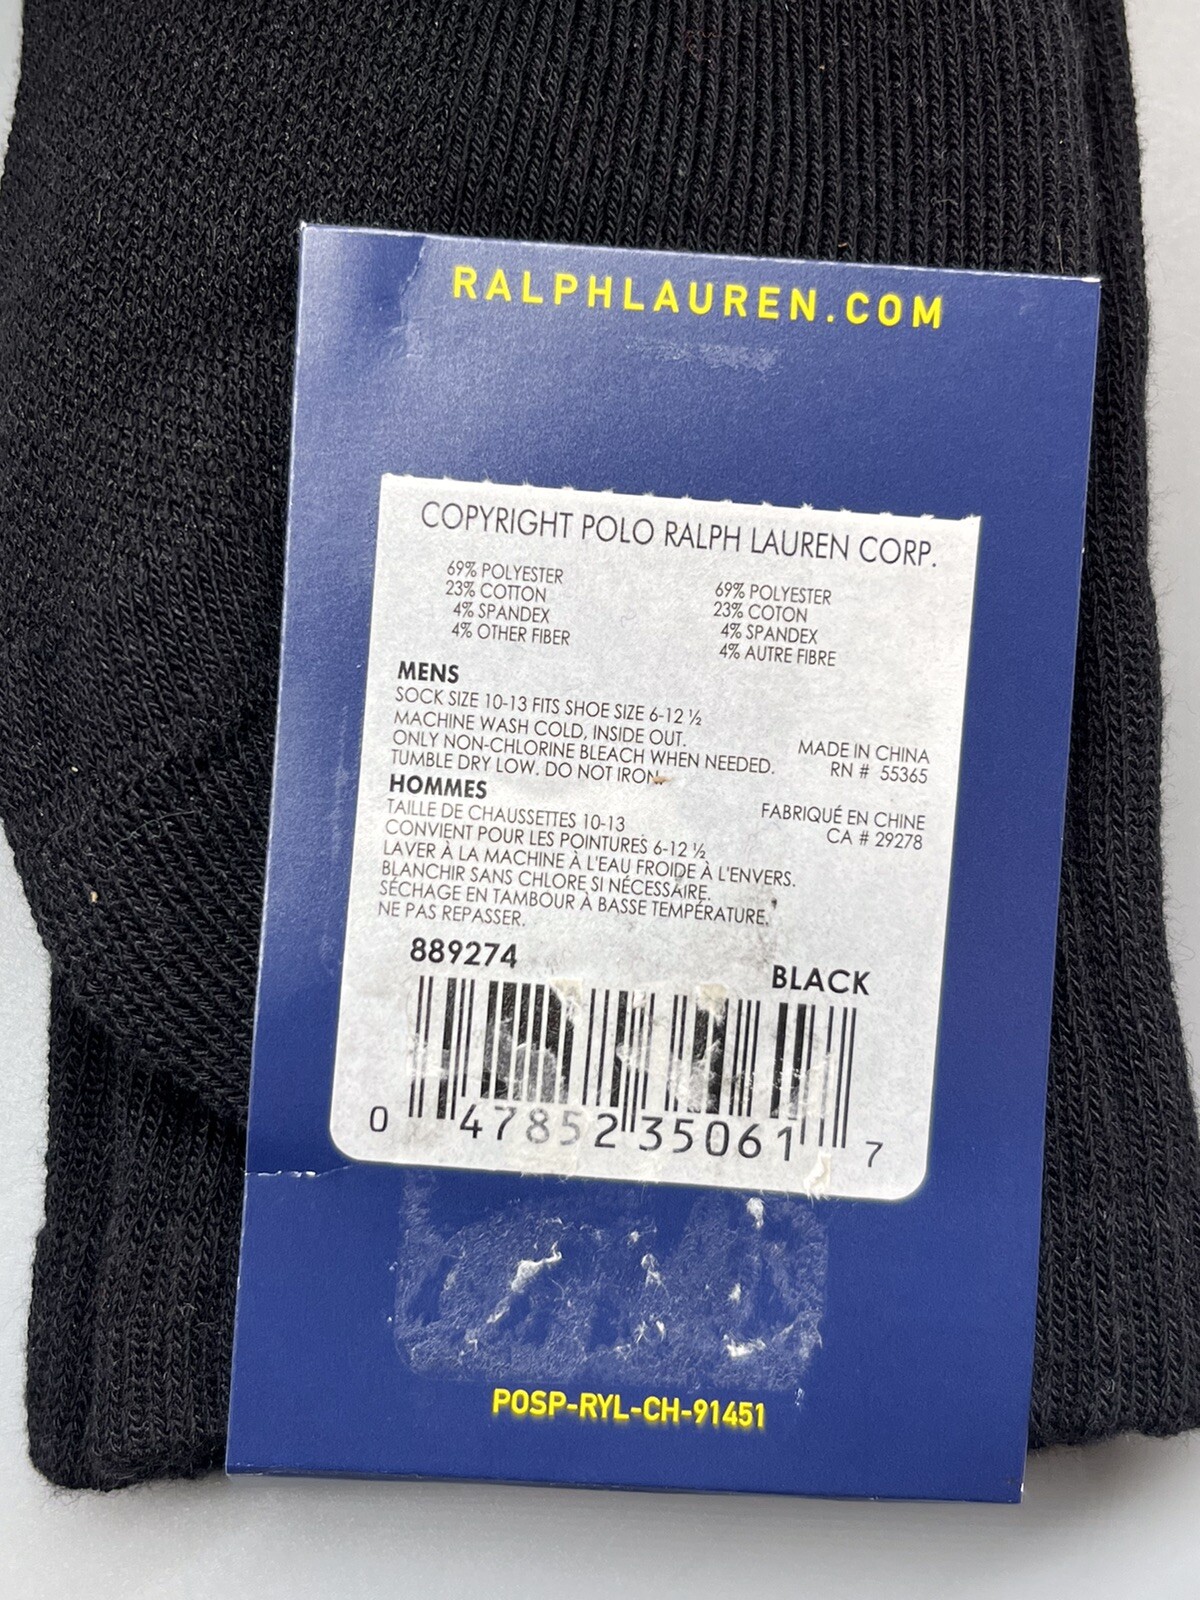 RALPHLAUREN.COM
COPYRIGHT POLO RALPH LAUREN CORP.
69% POLYESTER
23% COTTON
4% SPANDEX
4% OTHER FIBER
69% POLYESTER
23% COTON
4% SPANDEX
4% AUTRE FIBRE
MENS
SOCK SIZE 10-13 FITS SHOE SIZE 6-12 ½
MACHINE WASH COLD, INSIDE OUT.
ONLY NON-CHLORINE BLEACH WHEN NEEDED.
TUMBLE DRY LOW. DO NOT IRON.
MADE IN CHINA
RN # 55365
HOMMES
TAILLE DE CHAUSSETTES 10-13
CONVIENT POUR LES POINTURES 6-12 ½
LAVER À LA MACHINE À L'EAU FROIDE À L'ENVERS.
BLANCHIR SANS CHLORE SI NÉCESSAIRE.
SÉCHAGE EN TAMBOUR À BASSE TEMPÉRATURE.
NE PAS REPASSER.
FABRIQUÉ EN CHINE
CA # 29278
889274
BLACK
0 47852 35061 7
POSP-RYL-CH-91451